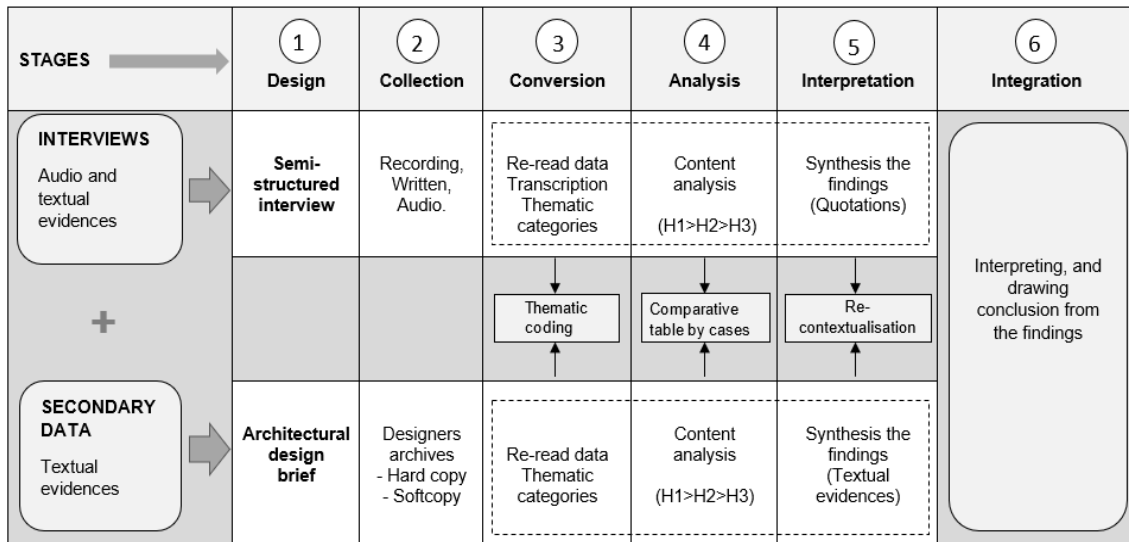 STAGES
1
Design
2
Collection
3
Conversion
4
Analysis
5
Interpretation
6
Integration
INTERVIEWS
Audio and
textual
evidences
Semi-
structured
interview
Recording,
Written,
Audio.
Re-read data
Transcription
Thematic
categories
Content
analysis
(H1>H2>H3)
Synthesis the
findings
(Quotations)
+
Thematic
coding
Comparative
table by cases
Re-
contextualisation
Interpreting, and
drawing
conclusion from
the findings
SECONDARY
DATA
Textual
evidences
Architectural
design
brief
Designers
archives
- Hard copy
- Softcopy
Re-read data
Thematic
categories
Content
analysis
(H1>H2>H3)
Synthesis the
findings
(Textual
evidences)